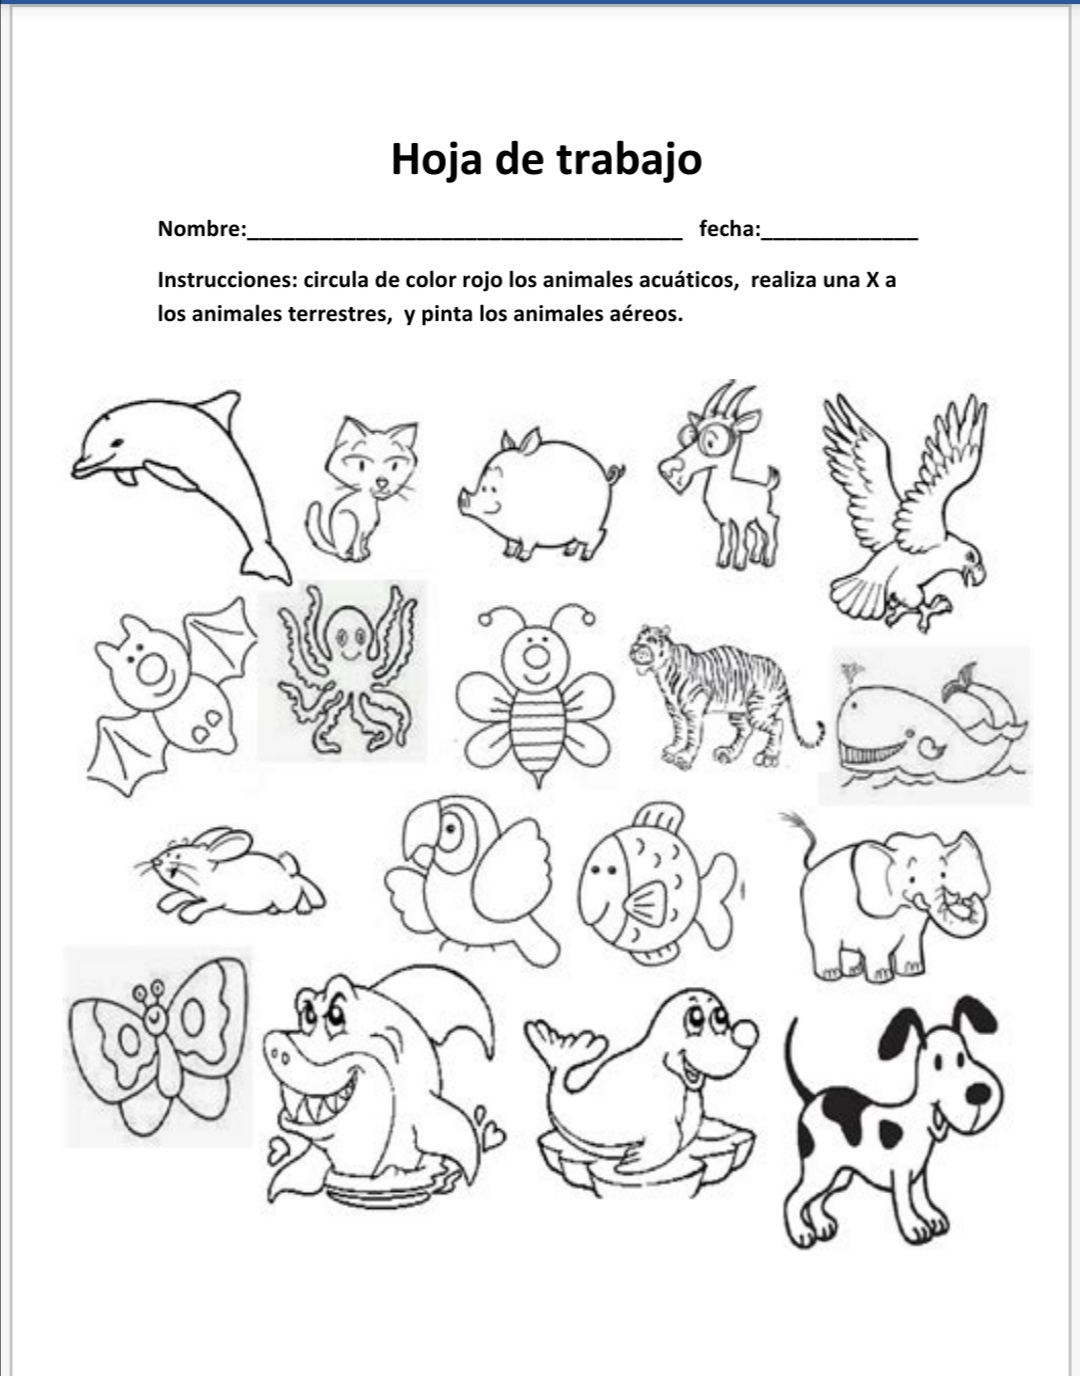 Hoja de trabajo
Nombre:____________________________________ fecha:_____________
Instrucciones: circula de color rojo los animales acuáticos, realiza una X a
los animales terrestres, y pinta los animales aéreos.